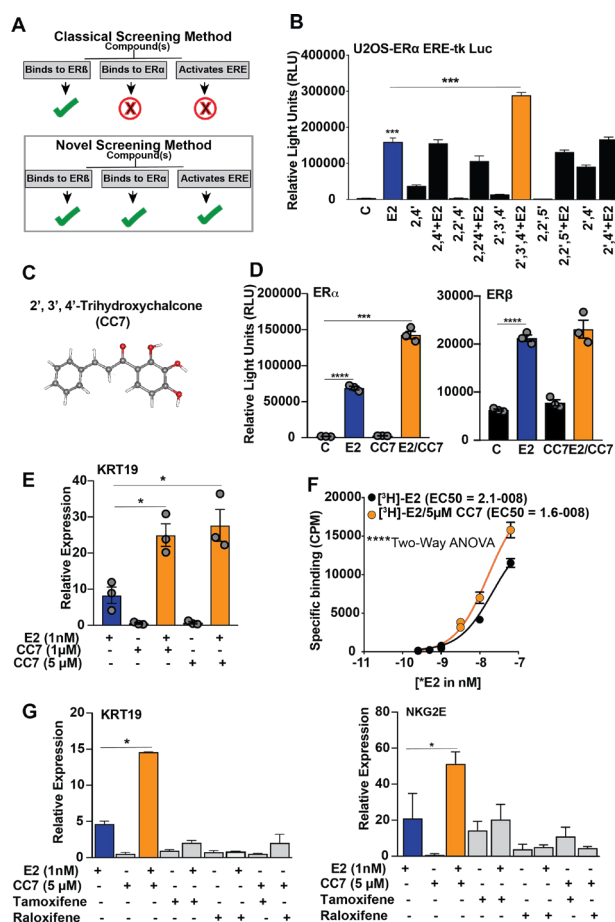 A
Classical Screening Method
Compound(s)
Binds to ERß Binds to ERα Activates ERE
X X
Novel Screening Method
Compound(s)
Binds to ERß Binds to ERα Activates ERE
B
U2OS-ERα ERE-tk Luc
Relative Light Units (RLU)
400000
300000
200000
100000
0
***
***
C
E2
2,4'
2,4'+E2
2,2',4'
2,2'4'+E2
2',3',4'
2',3',4'+E2
2,2',5'
2,2',5'+E2
2',4'
2',4'+E2
C
2', 3', 4'-Trihydroxychalcone
(CC7)
D
ERα
Relative Light Units (RLU)
150000
100000
50000
0
***
****
C E2 CC7 E2/CC7
ERβ
30000
20000
10000
0
****
C E2 CC7 E2/CC7
E
KRT19
Relative Expression
40
30
20
10
0
*
*
E2 (1nM) + - + - +
CC7 (1µM) - + + - -
CC7 (5 µM) - - - + +
F
[³H]-E2 (EC50 = 2.1-008)
[³H]-E2/5µM CC7 (EC50 = 1.6-008)
****Two-Way ANOVA
Specific binding (CPM)
20000
15000
10000
5000
0
-11 -10 -9 -8 -7
[*E2 in nM]
G
KRT19
Relative Expression
15
10
5
0
*
E2 (1nM) + - + - + - + - -
CC7 (5 µM) - + + - - - - + +
Tamoxifene - - - + + - - + -
Raloxifene - - - - - + + - +
NKG2E
Relative Expression
80
60
40
20
0
*
E2 (1nM) + - + - + - + - -
CC7 (5 µM) - + + - - - - + +
Tamoxifene - - - + + - - + -
Raloxifene - - - - - + + - +